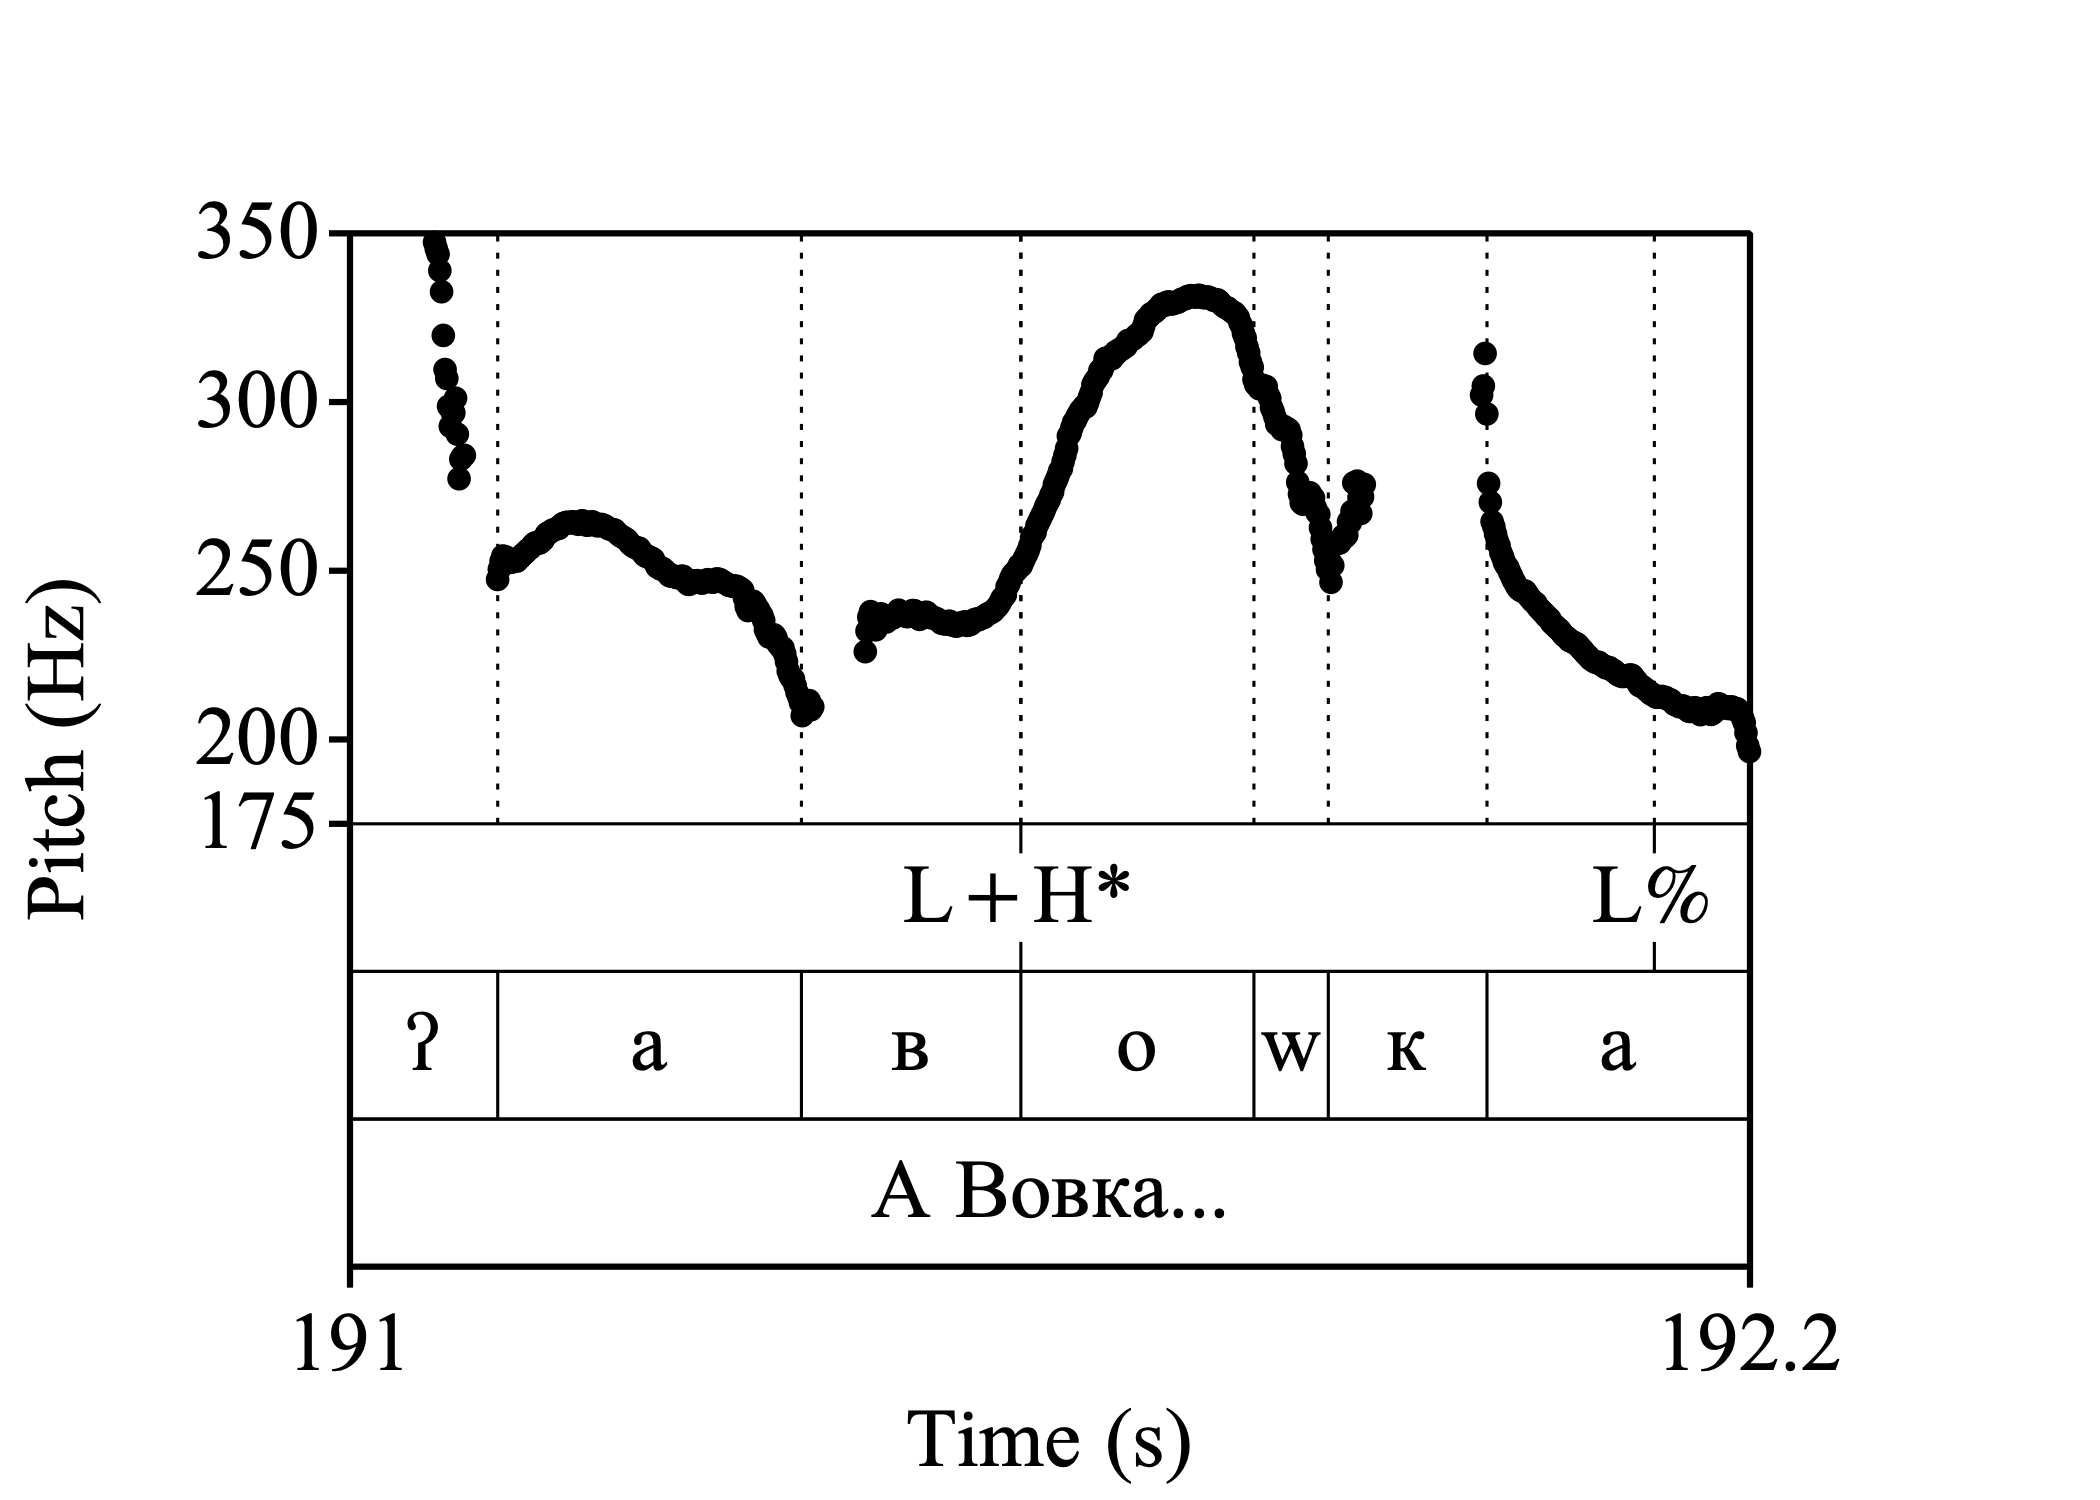 350
300
250
200
175
Pitch (Hz)
L+H* L%
ʔ а в о w к а
А Вовка...
191 192.2
Time (s)